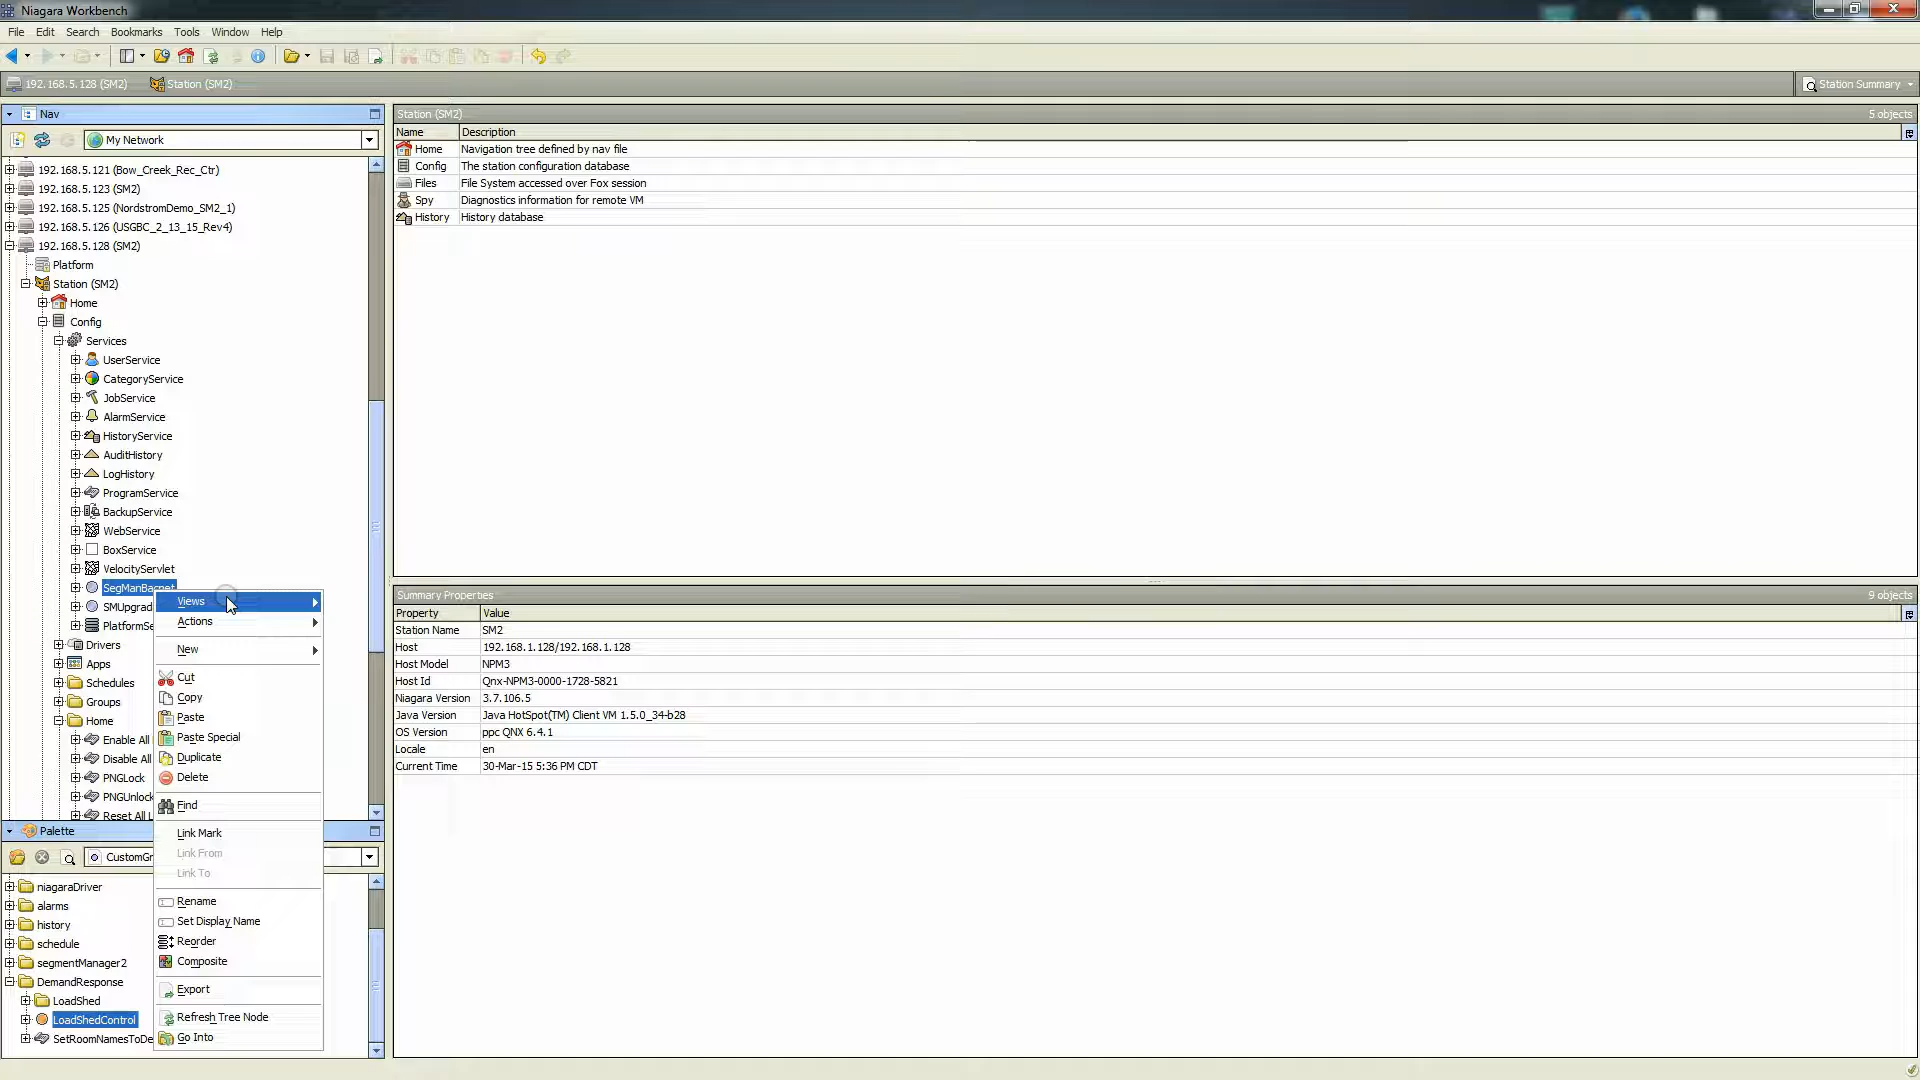 Niagara Workbench
File Edit Search Bookmarks Tools Window Help
192.168.5.128 (SM2) Station (SM2) Station Summary
Nav
My Network
192.168.5.121 (Bow_Creek_Rec_Ctr)
192.168.5.123 (SM2)
192.168.5.125 (NordstromDemo_SM2_1)
192.168.5.126 (USGBC_2_13_15_Rev4)
192.168.5.128 (SM2)
Platform
Station (SM2)
Home
Config
Services
UserService
CategoryService
JobService
AlarmService
HistoryService
AuditHistory
LogHistory
ProgramService
BackupService
WebService
BoxService
VelocityServlet
SegManBacnet
SMUpgrad
PlatformSe
Drivers
Apps
Schedules
Groups
Home
Enable All
Disable All
PNGLock
PNGUnlock
Reset All L
Views
Actions
New
Cut
Copy
Paste
Paste Special
Duplicate
Delete
Find
Link Mark
Link From
Link To
Rename
Set Display Name
Reorder
Composite
Export
Refresh Tree Node
Go Into
Palette
CustomGr
niagaraDriver
alarms
history
schedule
segmentManager2
DemandResponse
LoadShed
LoadShedControl
SetRoomNamesToDe
Station (SM2) 5 objects
Name Description
Home Navigation tree defined by nav file
Config The station configuration database
Files File System accessed over Fox session
Spy Diagnostics information for remote VM
History History database
Summary Properties 9 objects
Property Value
Station Name SM2
Host 192.168.1.128/192.168.1.128
Host Model NPM3
Host Id Qnx-NPM3-0000-1728-5821
Niagara Version 3.7.106.5
Java Version Java HotSpot(TM) Client VM 1.5.0_34-b28
OS Version ppc QNX 6.4.1
Locale en
Current Time 30-Mar-15 5:36 PM CDT